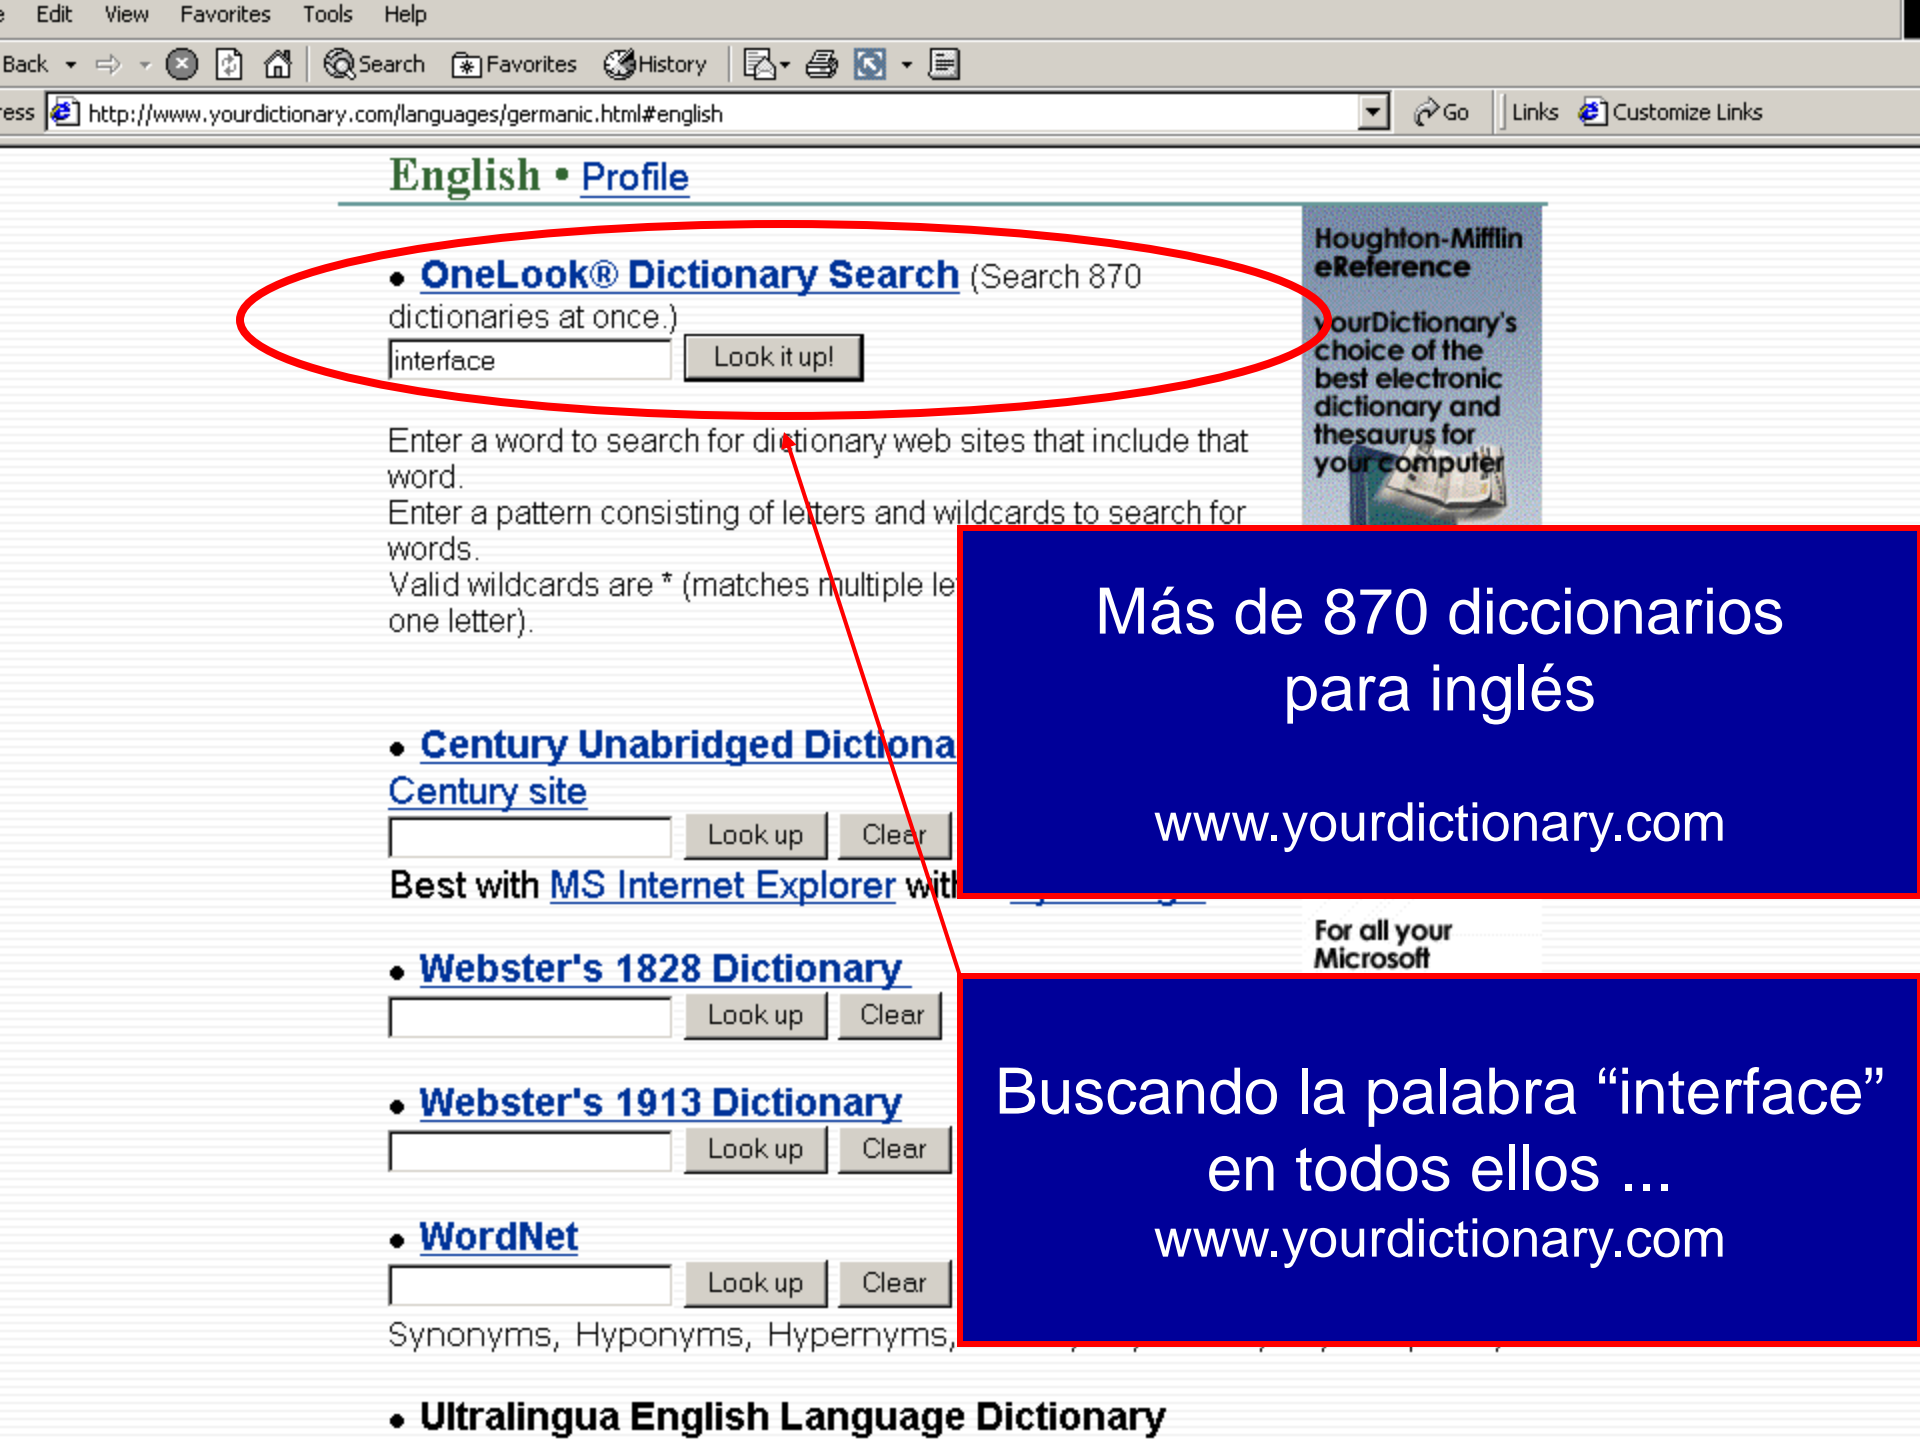 Edit View Favorites Tools Help
Back Search Favorites History
http://www.yourdictionary.com/languages/germanic.html#english Go Links Customize Links
English • Profile
• OneLook® Dictionary Search (Search 870
dictionaries at once.)
interface Look it up!
Enter a word to search for dictionary web sites that include that
word.
Enter a pattern consisting of letters and wildcards to search for
words.
Valid wildcards are * (matches multiple
one letter).
• Century Unabridged
Century site
Look up Clear
Best with MS Internet Explorer
• Webster's 1828 Dictionary
Look up Clear
• Webster's 1913 Dictionary
Look up Clear
• WordNet
Look up Clear
Synonyms, Hyponyms, Hypernyms,
• Ultralingua English Language Dictionary
Houghton-Mifflin
eReference
yourDictionary's
choice of the
best electronic
dictionary and
thesaurus for
your computer
Más de 870 diccionarios
para inglés
www.yourdictionary.com
For all your
Microsoft
Buscando la palabra “interface”
en todos ellos ...
www.yourdictionary.com